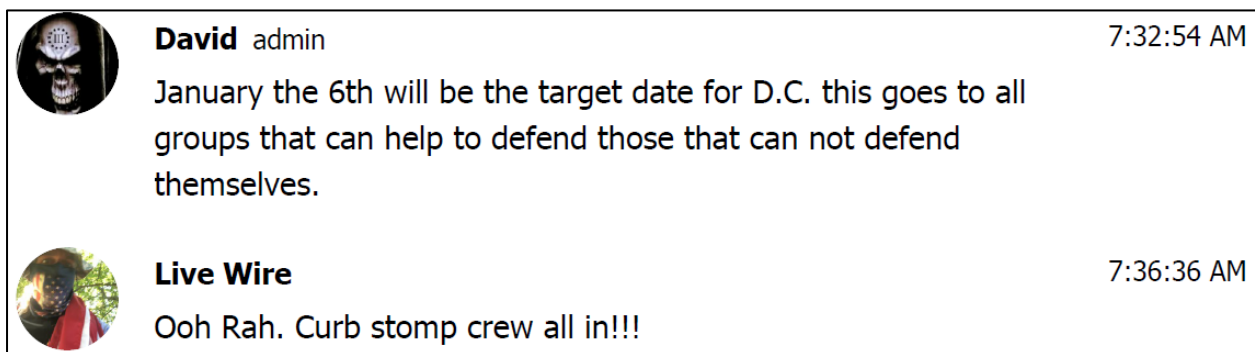 David admin 7:32:54 AM
January the 6th will be the target date for D.C. this goes to all
groups that can help to defend those that can not defend
themselves.
Live Wire 7:36:36 AM
Ooh Rah. Curb stomp crew all in!!!